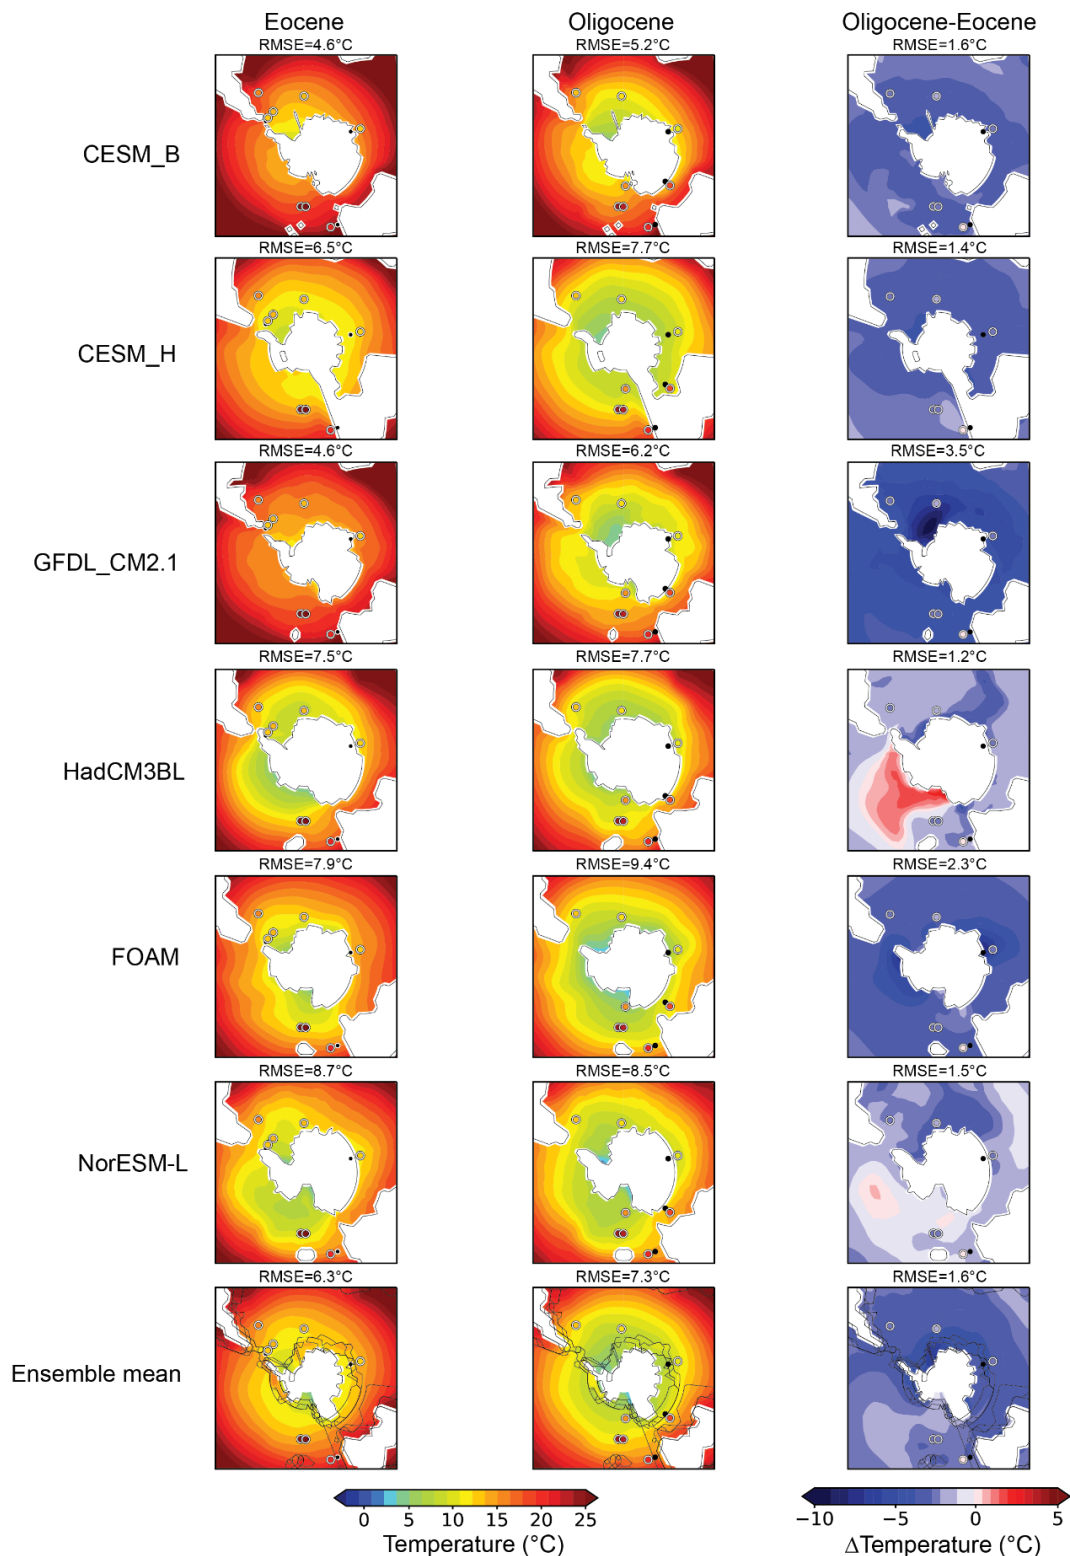 Eocene Oligocene Oligocene-Eocene
RMSE=4.6°C RMSE=5.2°C RMSE=1.6°C
CESM_B
RMSE=6.5°C RMSE=7.7°C RMSE=1.4°C
CESM_H
RMSE=4.6°C RMSE=6.2°C RMSE=3.5°C
GFDL_CM2.1
RMSE=7.5°C RMSE=7.7°C RMSE=1.2°C
HadCM3BL
RMSE=7.9°C RMSE=9.4°C RMSE=2.3°C
FOAM
RMSE=8.7°C RMSE=8.5°C RMSE=1.5°C
NorESM-L
RMSE=6.3°C RMSE=7.3°C RMSE=1.6°C
Ensemble mean
0 5 10 15 20 25 −10 −5 0 5
Temperature (°C) ΔTemperature (°C)